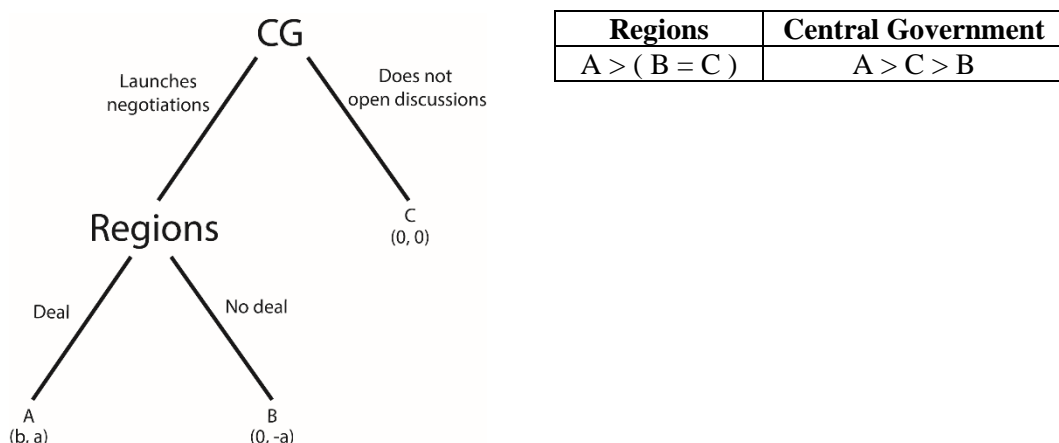 CG
Launches
negotiations
Does not
open discussions
Regions
C
(0, 0)
Deal
No deal
A
(b, a)
B
(0, -a)
Regions Central Government
A > ( B = C ) A > C > B